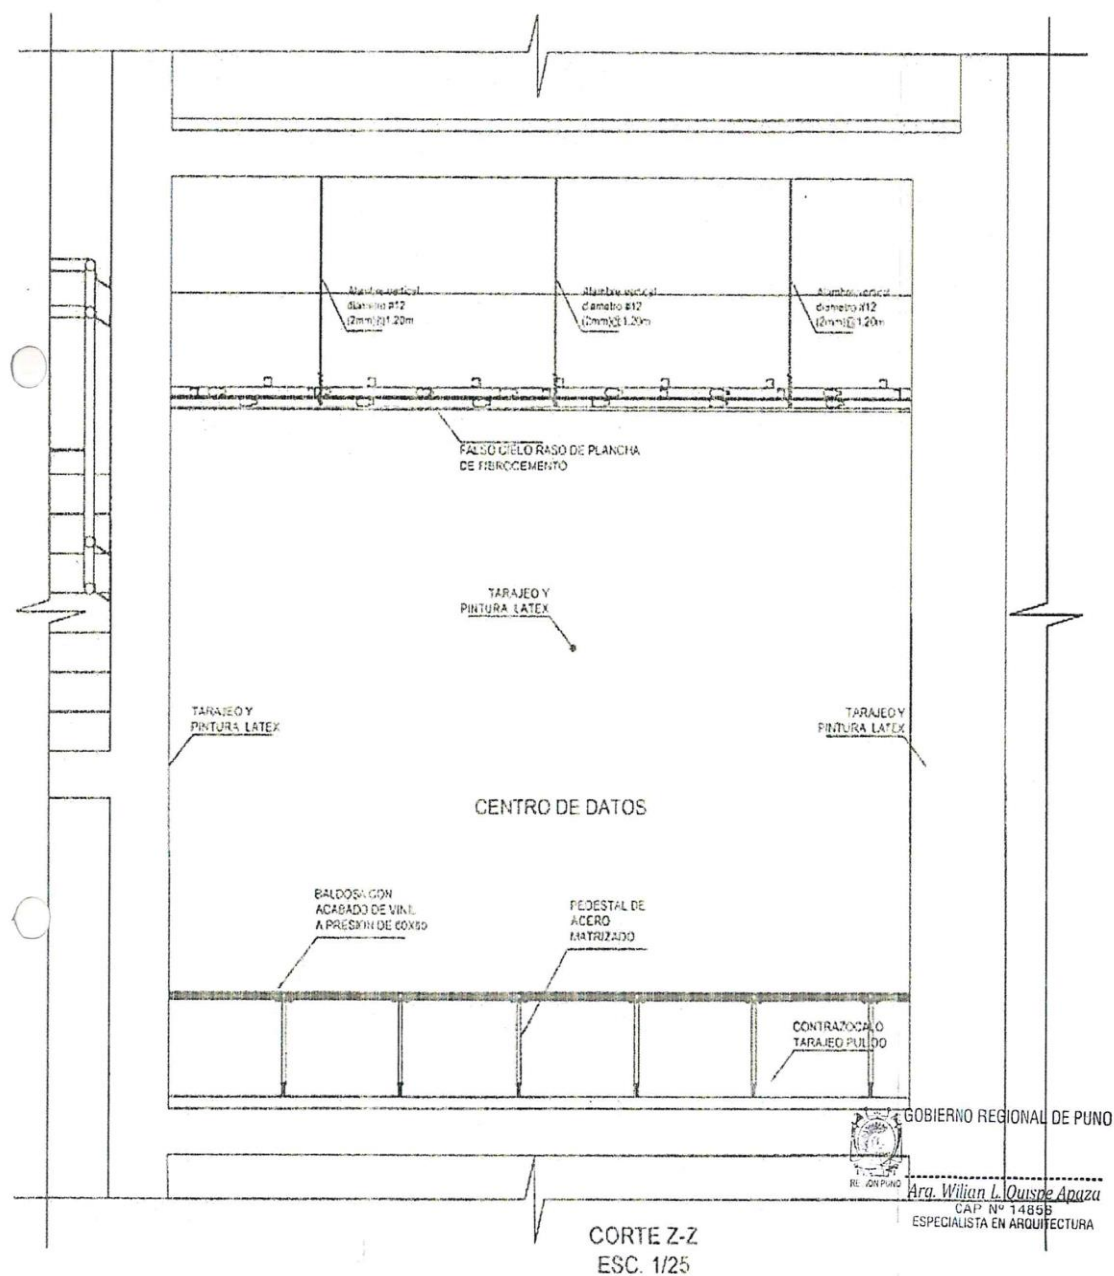 Alambre vertical
diametro #12
(2mm)@1.20m
Alambre vertical
diametro #12
(2mm)@1.20m
Alambre vertical
diametro #12
(2mm)@1.20m
FALSO CIELO RASO DE PLANCHA
DE FIBROCEMENTO
TARAJEO Y
PINTURA LATEX
TARAJEO Y
PINTURA LATEX
TARAJEO Y
PINTURA LATEX
CENTRO DE DATOS
BALDOSA CON
ACABADO DE VINIL
A PRESION DE 60X60
PEDESTAL DE
ACERO
MATRIZADO
CONTRAZOCALO
TARAJEO PULIDO
GOBIERNO REGIONAL DE PUNO
REGION PUNO
Arq. Wilian L. Quispe Apaza
CAP Nº 14856
ESPECIALISTA EN ARQUITECTURA
CORTE Z-Z
ESC. 1/25